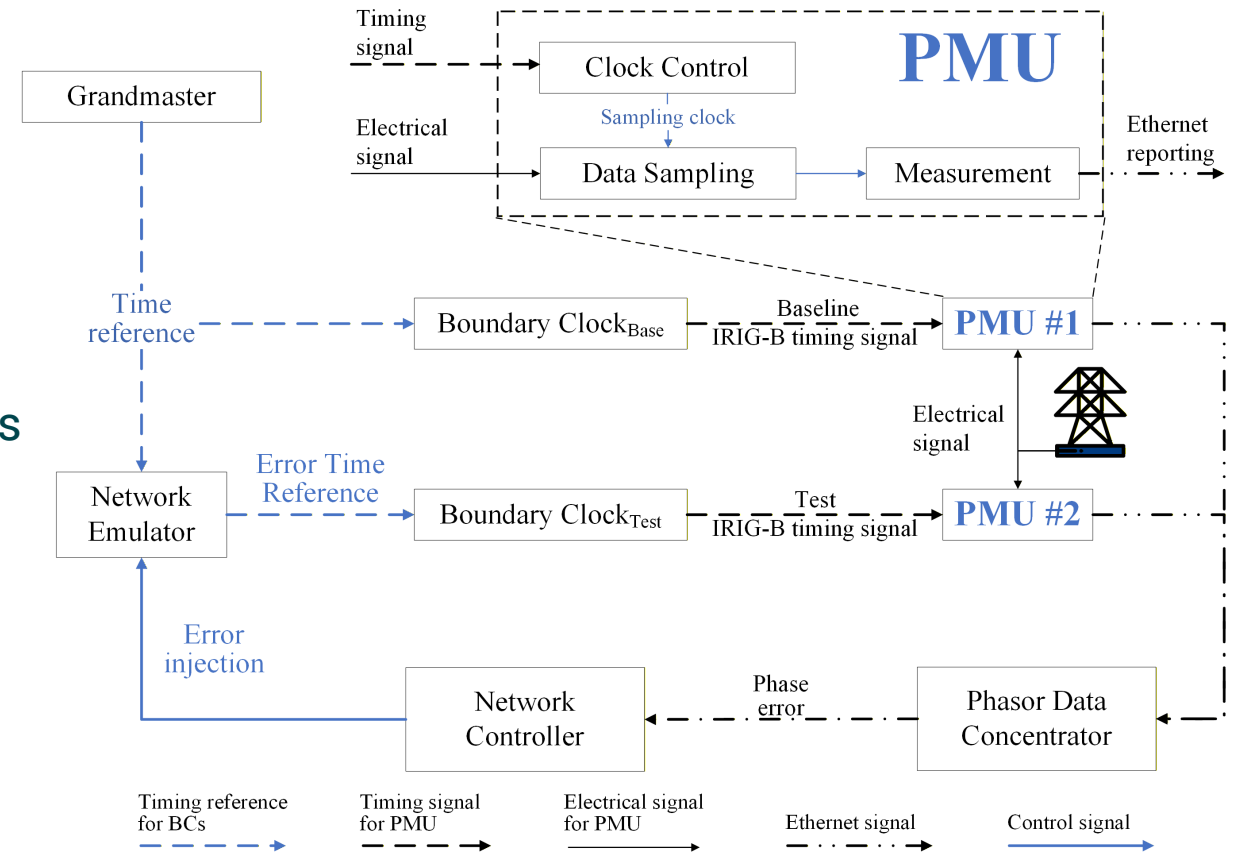 Timing
signal
PMU
Clock Control
Grandmaster
Sampling clock
Electrical
signal
Ethernet
reporting
Data Sampling
Measurement
Time
reference
Boundary ClockBase
Baseline
IRIG-B timing signal
PMU #1
Electrical
signal
s
Network
Emulator
Error Time
Reference
Boundary ClockTest
Test
IRIG-B timing signal
PMU #2
Error
injection
Network
Controller
Phase
error
Phasor Data
Concentrator
Timing reference
for BCs
Timing signal
for PMU
Electrical signal
for PMU
Ethernet signal
Control signal